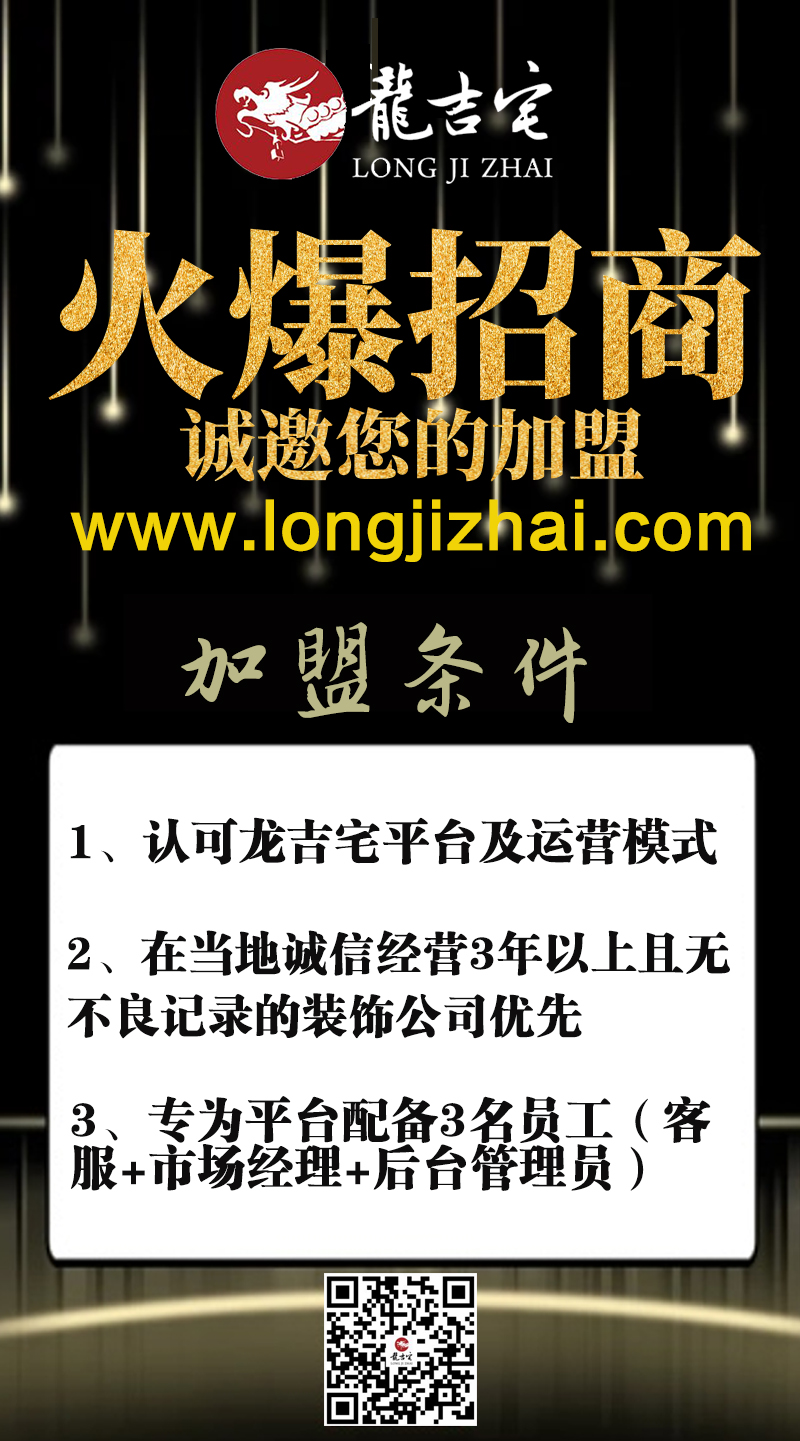 龍吉宅
LONG JI ZHAI
火爆招商
诚邀您的加盟
www.longjizhai.com
加盟条件
1、认可龙吉宅平台及运营模式
2、在当地诚信经营3年以上且无
不良记录的装饰公司优先
3、专为平台配备3名员工（客
服+市场经理+后台管理员）
龍吉宅
LONG JI ZHAI